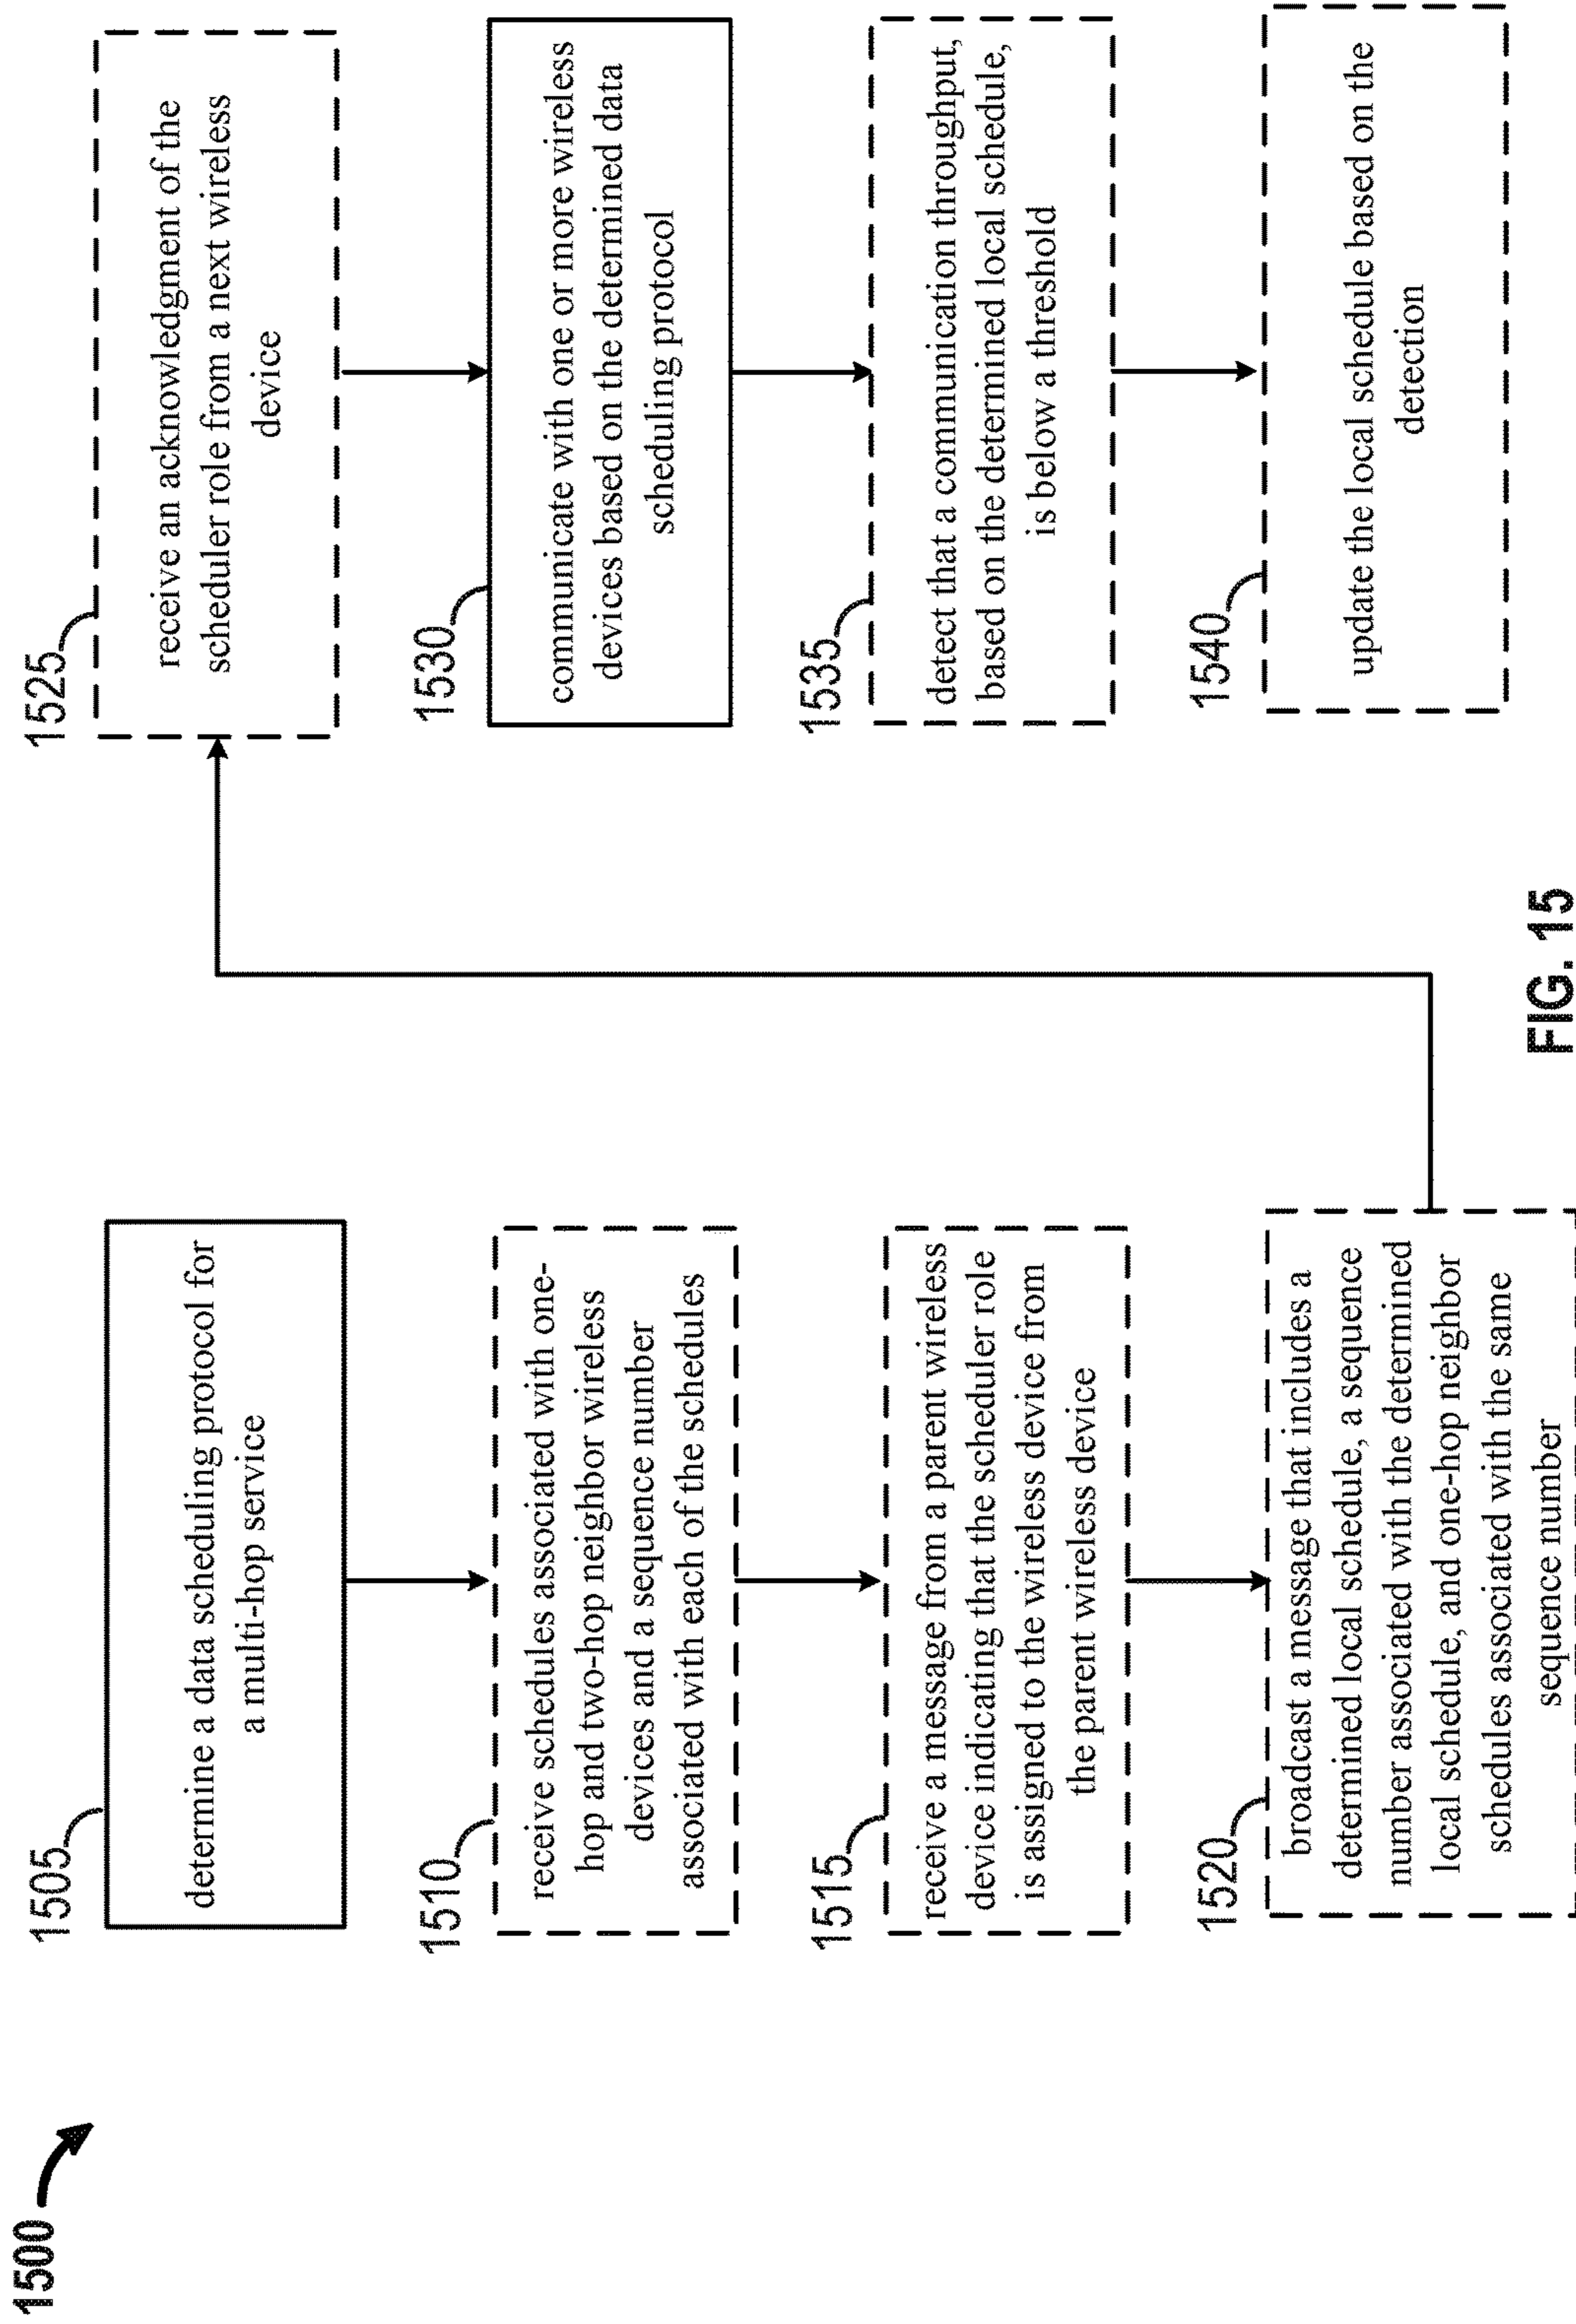 1500
1505
determine a data scheduling protocol for
a multi-hop service
1510
receive schedules associated with one-
hop and two-hop neighbor wireless
devices and a sequence number
associated with each of the schedules
1515
receive a message from a parent wireless
device indicating that the scheduler role
is assigned to the wireless device from
the parent wireless device
1520
broadcast a message that includes a
determined local schedule, a sequence
number associated with the determined
local schedule, and one-hop neighbor
schedules associated with the same
sequence number
1525
receive an acknowledgment of the
scheduler role from a next wireless
device
1530
communicate with one or more wireless
devices based on the determined data
scheduling protocol
1535
detect that a communication throughput,
based on the determined local schedule,
is below a threshold
1540
update the local schedule based on the
detection
FIG. 15